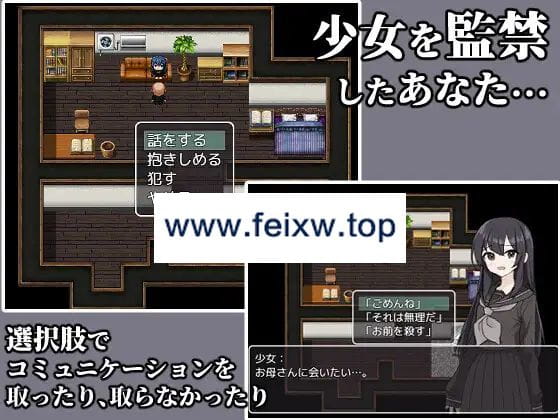 少女を監禁
したあなた…
話をする
抱きしめる
犯す
www.feixw.top
「ごめんね」
「それは無理だ」
「お前を殺す」
少女：
お母さんに会いたい…。
選択肢で
コミュニケーションを
取ったり、取らなかったり